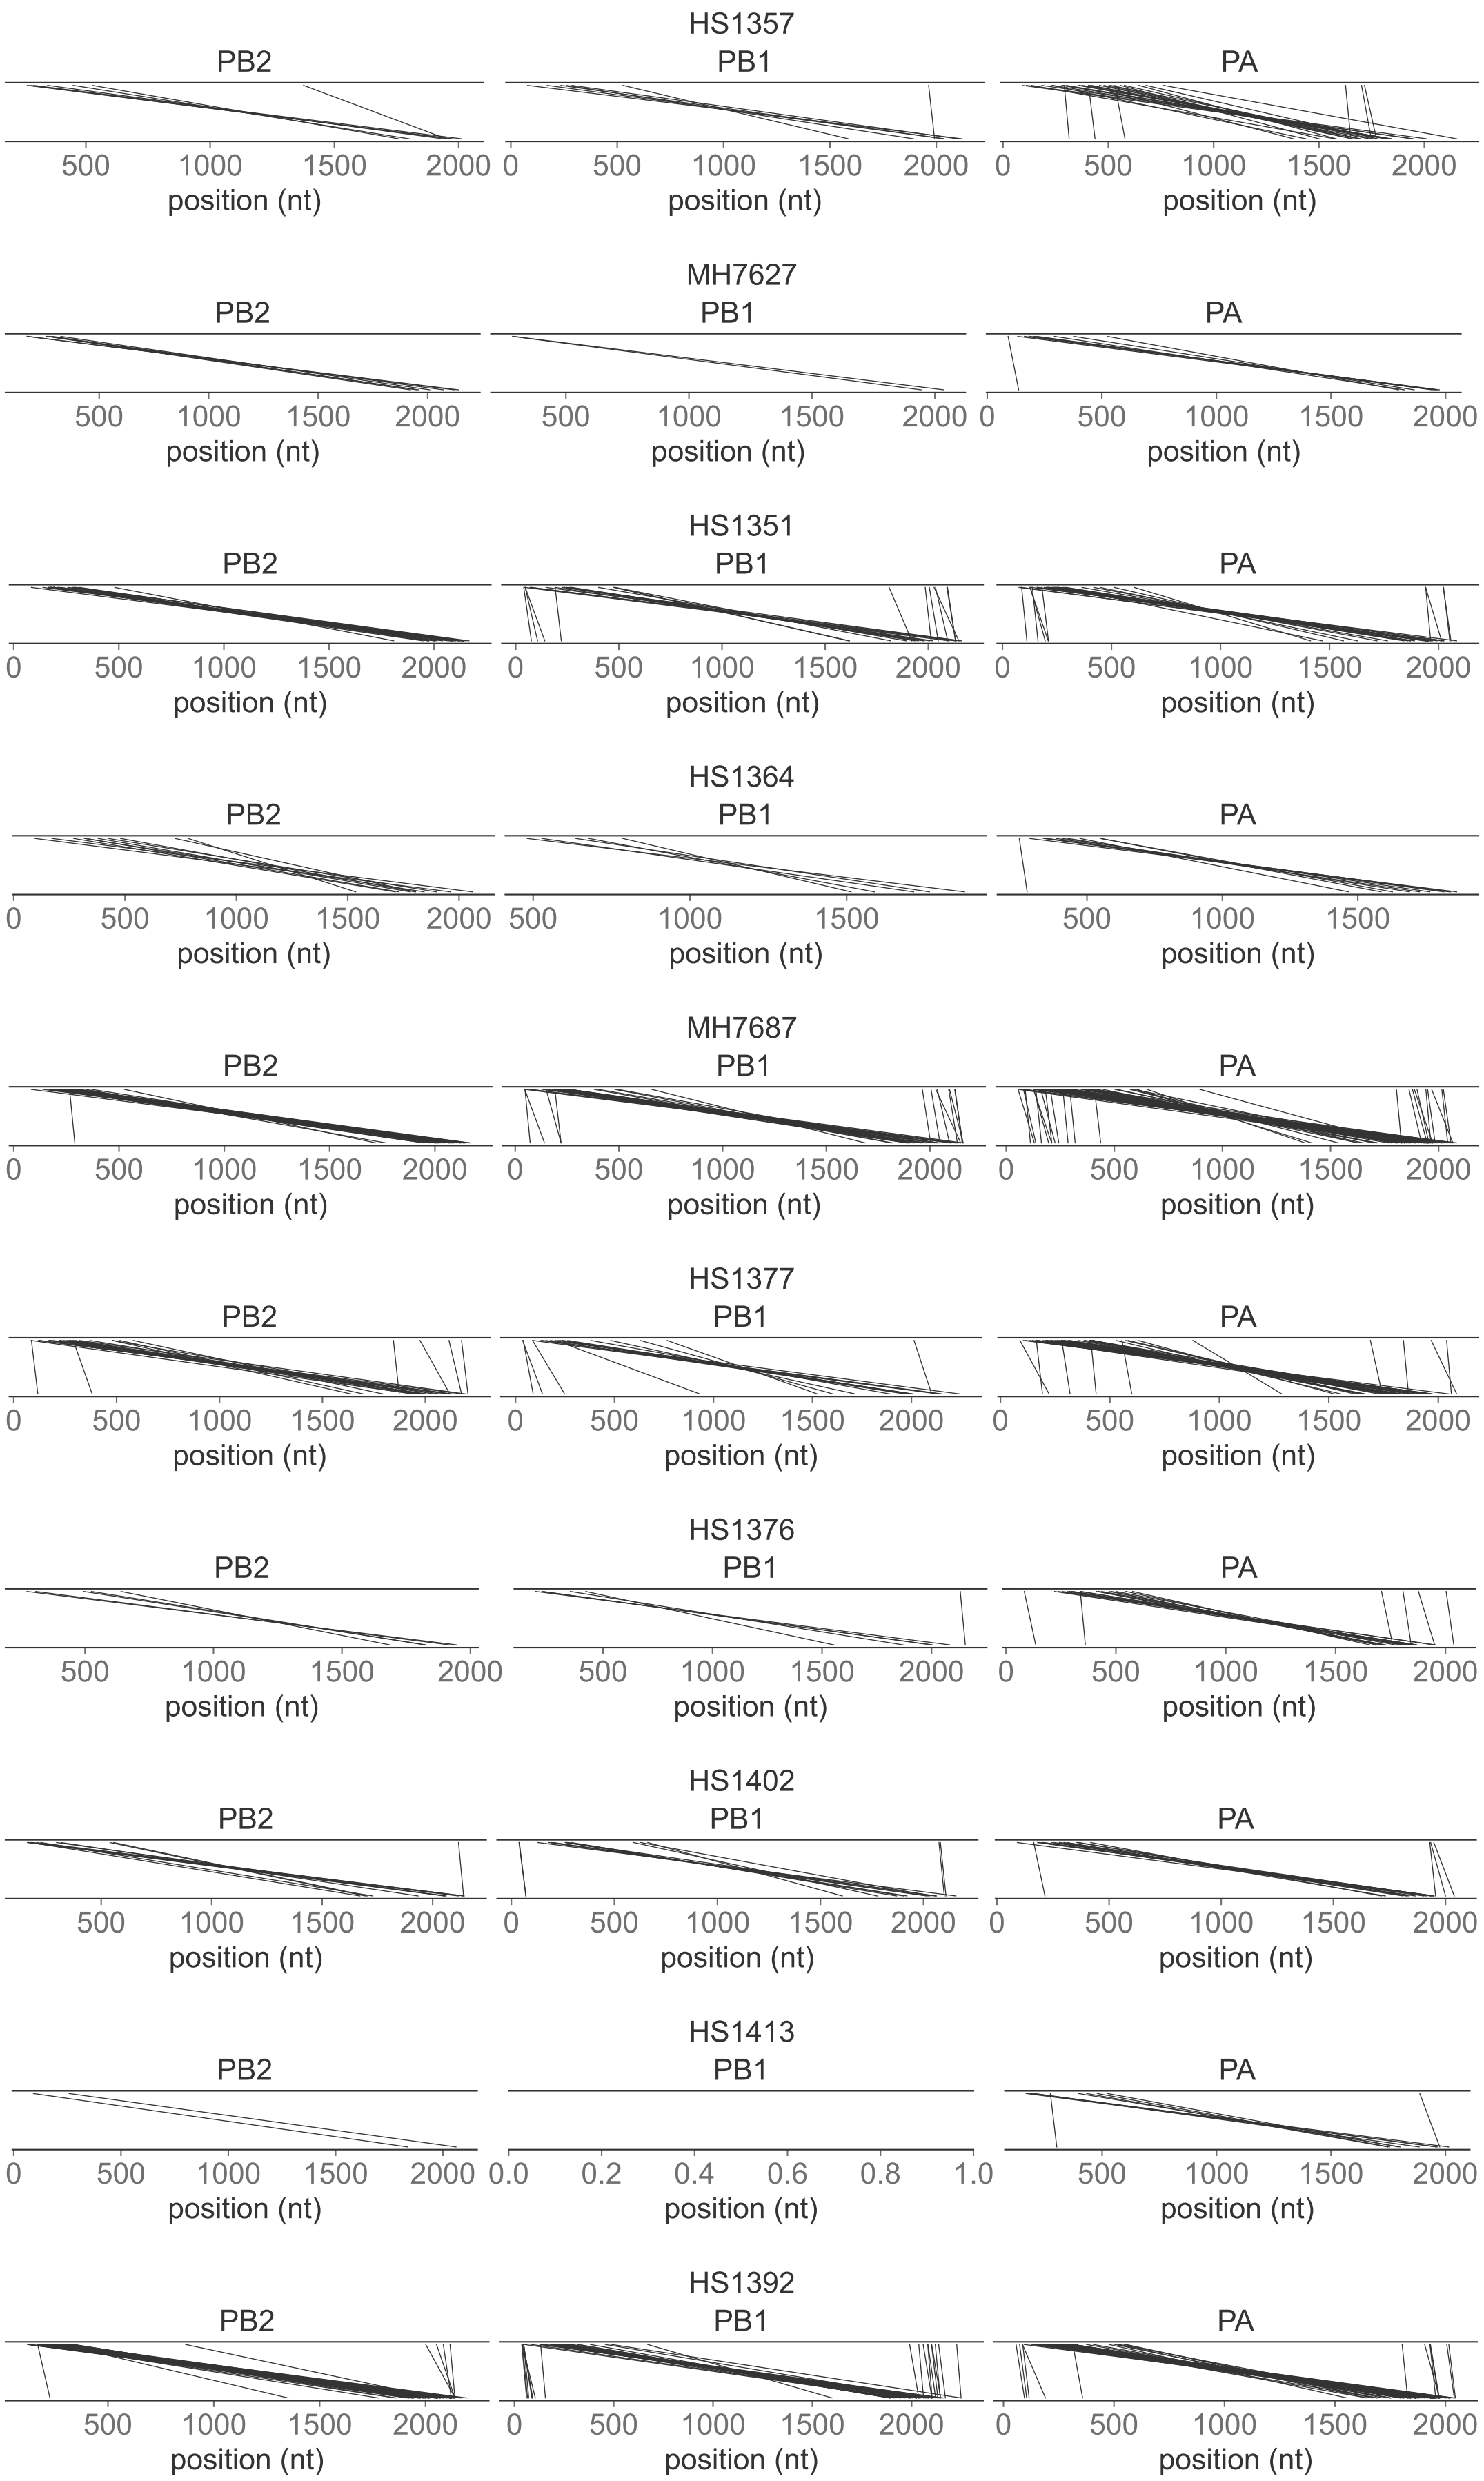 HS1357
PB2 PB1 PA
500 1000 1500 2000 0 500 1000 1500 2000 0 500 1000 1500 2000
position (nt) position (nt) position (nt)
MH7627
PB2 PB1 PA
500 1000 1500 2000 500 1000 1500 2000 0 500 1000 1500 2000
position (nt) position (nt) position (nt)
HS1351
PB2 PB1 PA
0 500 1000 1500 2000 0 500 1000 1500 2000 0 500 1000 1500 2000
position (nt) position (nt) position (nt)
HS1364
PB2 PB1 PA
0 500 1000 1500 2000 500 1000 1500 500 1000 1500
position (nt) position (nt) position (nt)
MH7687
PB2 PB1 PA
0 500 1000 1500 2000 0 500 1000 1500 2000 0 500 1000 1500 2000
position (nt) position (nt) position (nt)
HS1377
PB2 PB1 PA
0 500 1000 1500 2000 0 500 1000 1500 2000 0 500 1000 1500 2000
position (nt) position (nt) position (nt)
HS1376
PB2 PB1 PA
500 1000 1500 2000 500 1000 1500 2000 0 500 1000 1500 2000
position (nt) position (nt) position (nt)
HS1402
PB2 PB1 PA
500 1000 1500 2000 0 500 1000 1500 2000 0 500 1000 1500 2000
position (nt) position (nt) position (nt)
HS1413
PB2 PB1 PA
0 500 1000 1500 2000 0.0 0.2 0.4 0.6 0.8 1.0 500 1000 1500 2000
position (nt) position (nt) position (nt)
HS1392
PB2 PB1 PA
500 1000 1500 2000 0 500 1000 1500 2000 0 500 1000 1500 2000
position (nt) position (nt) position (nt)